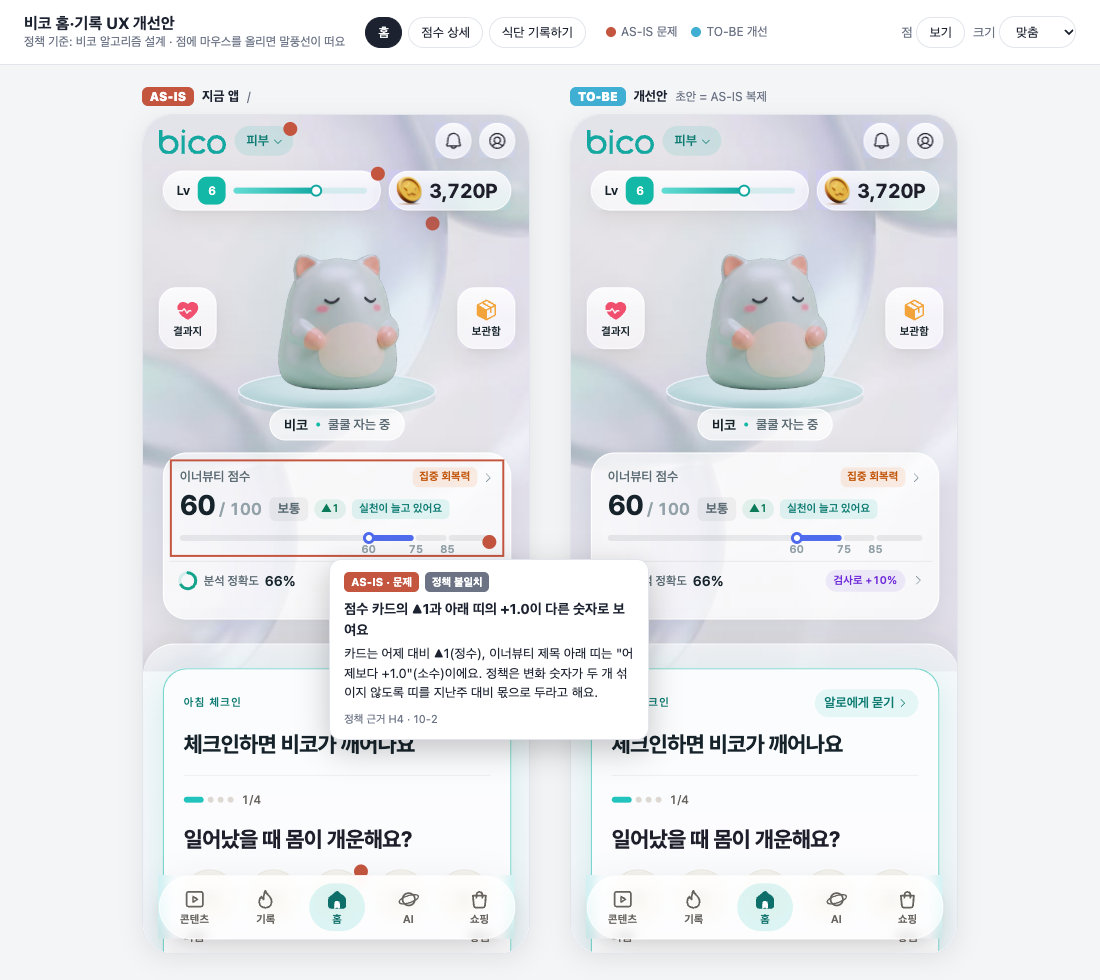 비코 홈·기록 UX 개선안
정책 기준: 비코 알고리즘 설계 · 점에 마우스를 올리면 말풍선이 떠요
홈
점수 상세
식단 기록하기
AS-IS 문제
TO-BE 개선
점
보기
크기
맞춤
AS-IS
지금 앱 /
bico
피부
Lv 6
3,720P
결과지
보관함
비코 • 쿨쿨 자는 중
이너뷰티 점수
집중 회복력
60 / 100 보통 ▲1 실천이 늘고 있어요
60 75 85
분석 정확도 66%
AS-IS · 문제 정책 불일치
점수 카드의 ▲1과 아래 띠의 +1.0이 다른 숫자로 보
여요
카드는 어제 대비 ▲1(정수), 이너뷰티 제목 아래 띠는 "어
제보다 +1.0"(소수)이에요. 정책은 변화 숫자가 두 개 섞
이지 않도록 띠를 지난주 대비 몫으로 두라고 해요.
정책 근거 H4 · 10-2
아침 체크인
체크인하면 비코가 깨어나요
1/4
일어났을 때 몸이 개운해요?
콘텐츠
기록
홈
AI
쇼핑
TO-BE
개선안 초안 = AS-IS 복제
bico
피부
Lv 6
3,720P
결과지
보관함
비코 • 쿨쿨 자는 중
이너뷰티 점수
집중 회복력
60 / 100 보통 ▲1 실천이 늘고 있어요
60 75 85
도 66%
검사로 +10%
크인
알로에게 묻기
체크인하면 비코가 깨어나요
1/4
일어났을 때 몸이 개운해요?
콘텐츠
기록
홈
AI
쇼핑